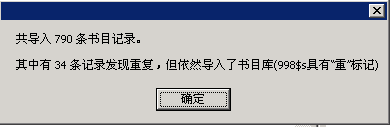 共导入 790 条书目记录。
其中有 34 条记录发现重复，但依然导入了书目库(998$s具有“重”标记)
确定